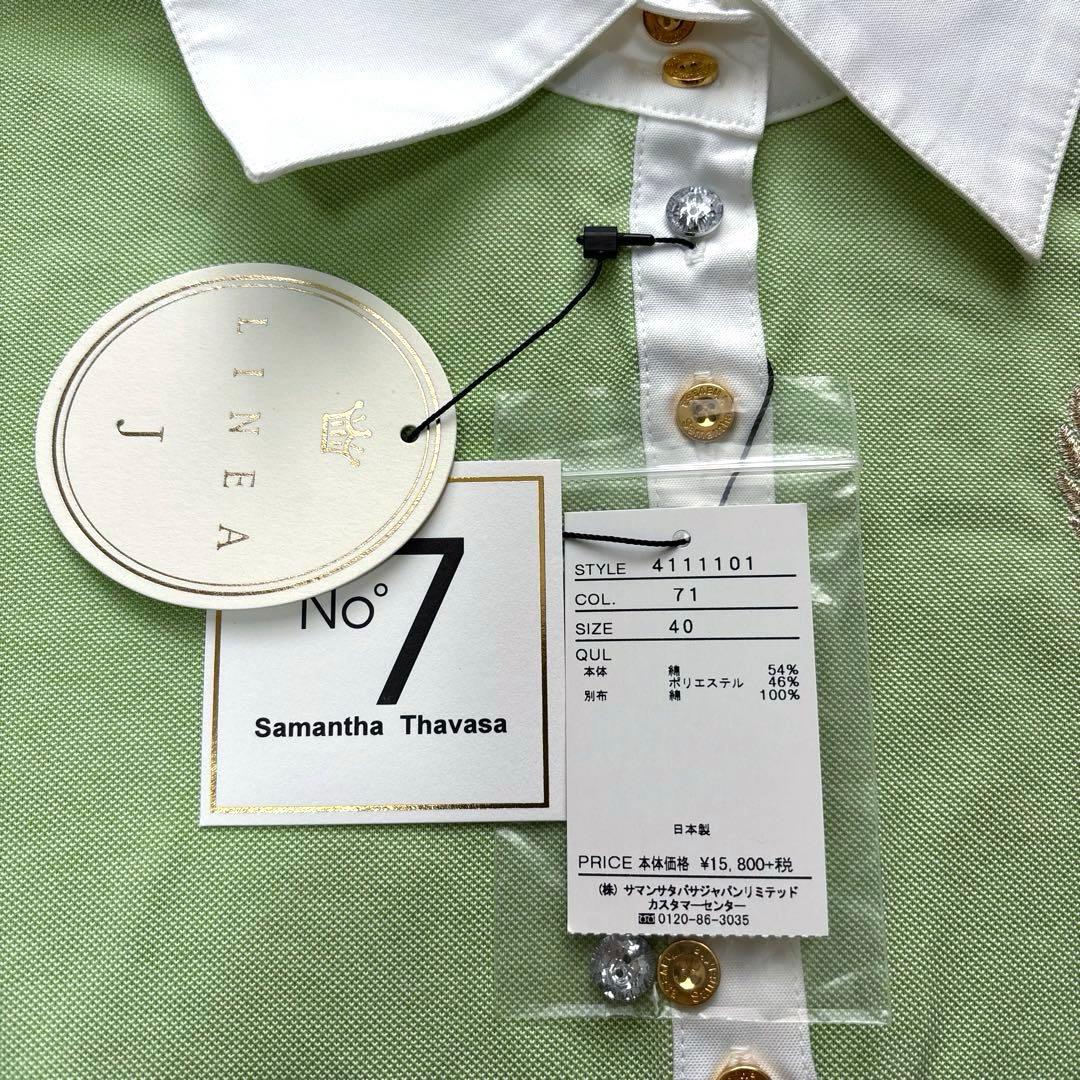 LINEA
J
No° 7
Samantha Thavasa
STYLE 4111101
COL. 71
SIZE 40
QUL
本体 綿 54%
ポリエステル 46%
別布 綿 100%
日本製
PRICE 本体価格 ¥15,800+税
(株) サマンサタバサジャパンリミテッド
カスタマーセンター
0120-86-3035